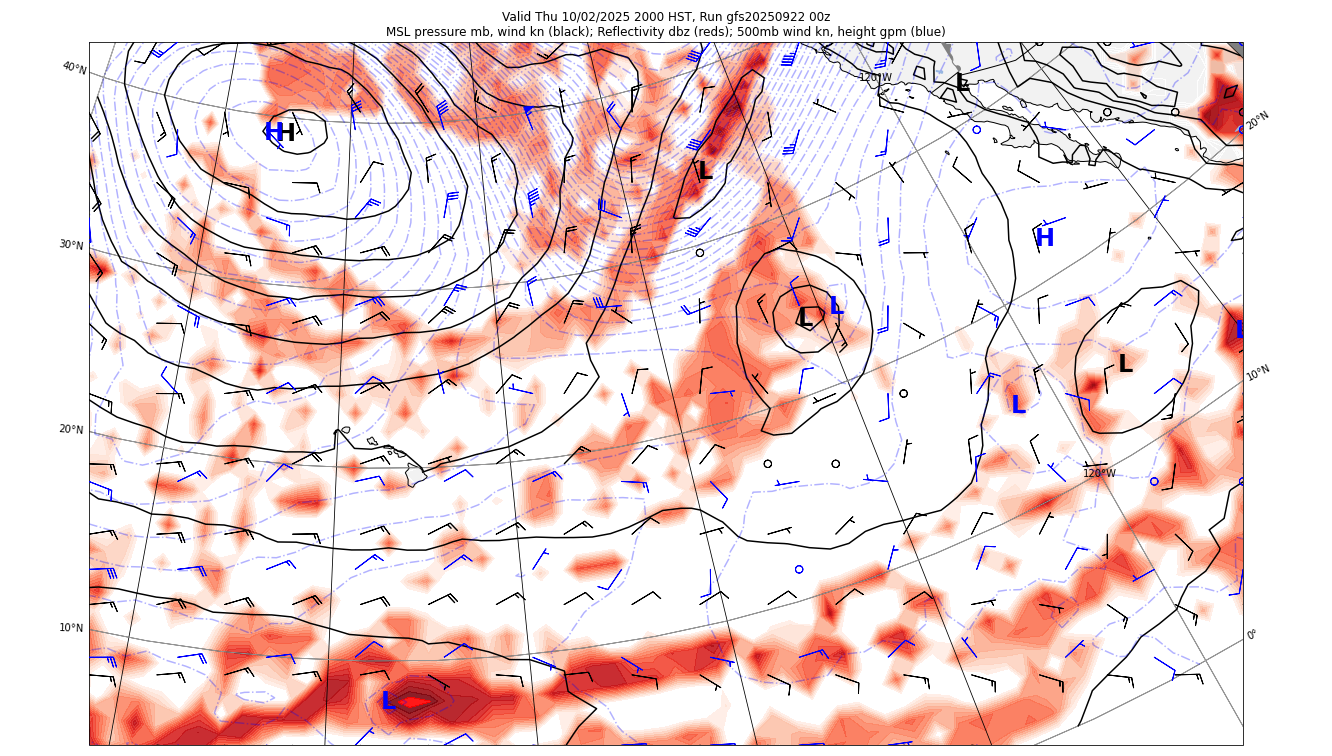 Valid Thu 10/02/2025 2000 HST, Run gfs20250922 00z
MSL pressure mb, wind kn (black); Reflectivity dbz (reds); 500mb wind kn, height gpm (blue)
40°N
120°W
L
20°N
H H
L
30°N
H
L L
L
L
10°N
L
20°N
120°W
10°N
0°
L